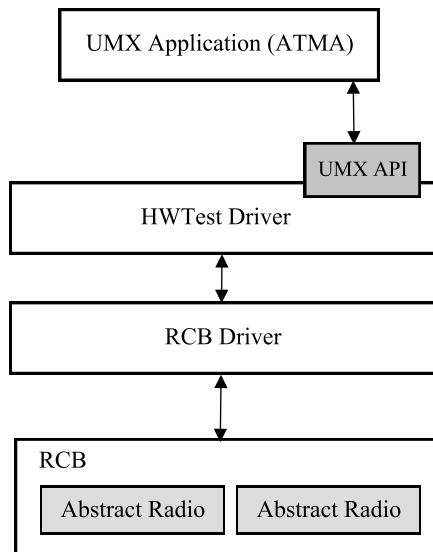 UMX Application (ATMA)
UMX API
HWTest Driver
RCB Driver
RCB
Abstract Radio
Abstract Radio